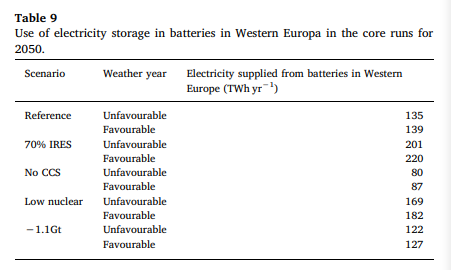 Table 9
Use of electricity storage in batteries in Western Europa in the core runs for
2050.
Scenario Weather year Electricity supplied from batteries in Western
Europe (TWh yr⁻¹)
Reference Unfavourable 135
Favourable 139
70% IRES Unfavourable 201
Favourable 220
No CCS Unfavourable 80
Favourable 87
Low nuclear Unfavourable 169
Favourable 182
−1.1Gt Unfavourable 122
Favourable 127